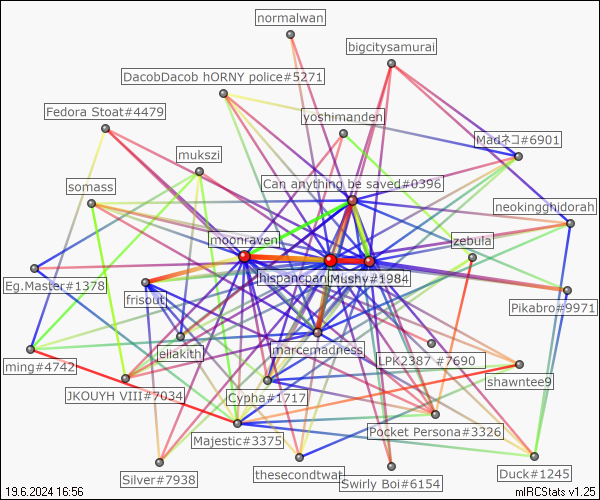 normalwan
bigcitysamurai
DacobDacob hORNY police#5271
Fedora Stoat#4479
yoshimanden
Madネコ#6901
mukszi
Can anything be saved#0396
somass
neokingghidorah
moonraven
zebula
hispancpan
Mushy#1984
Eg.Master#1378
frisout
Pikabro#9971
eliakith
marcemadness
LPK2387 #7690
ming#4742
shawntee9
JKOUYH VIII#7034
Cypha#1717
Majestic#3375
Pocket Persona#3326
Silver#7938
thesecondtwat
Swirly Boi#6154
Duck#1245
19.6.2024 16:56
mIRCStats v1.25